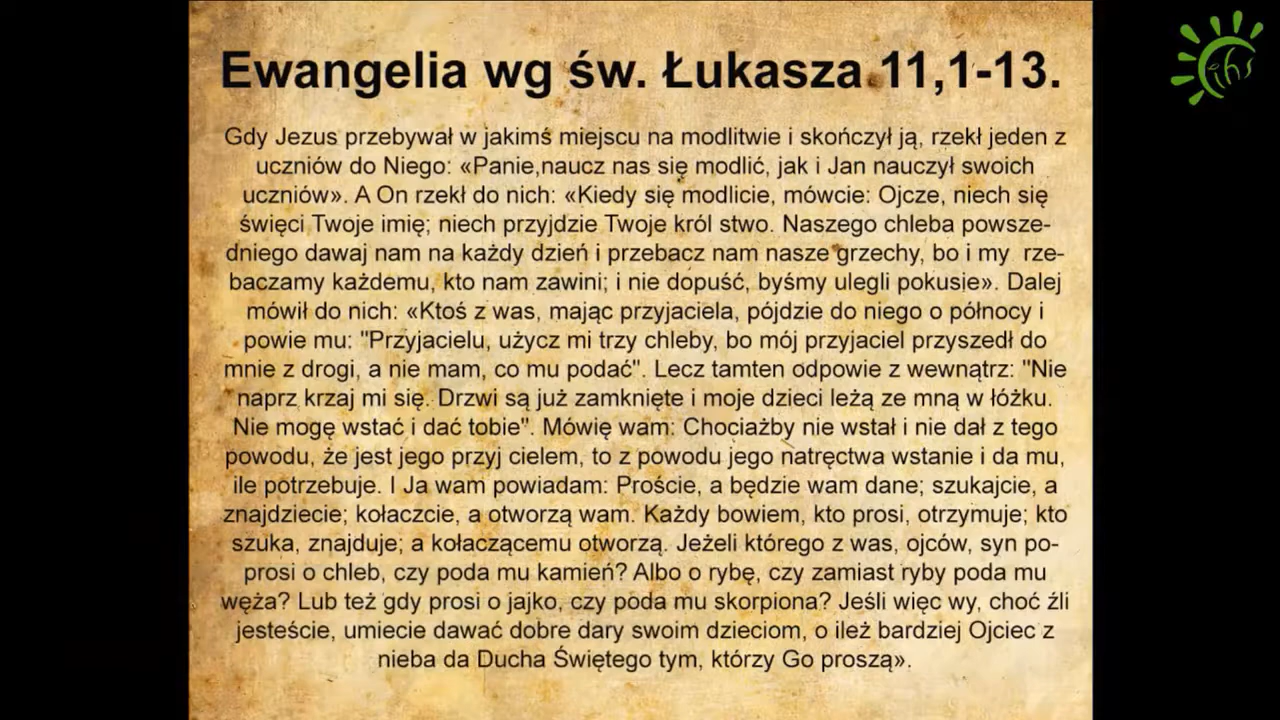 Ewangelia wg św. Łukasza 11,1-13.
ihs
Gdy Jezus przebywał w jakimś miejscu na modlitwie i skończył ją, rzekł jeden z
uczniów do Niego: «Panie,naucz nas się modlić, jak i Jan nauczył swoich
uczniów». A On rzekł do nich: «Kiedy się modlicie, mówcie: Ojcze, niech się
święci Twoje imię; niech przyjdzie Twoje król stwo. Naszego chleba powsze-
dniego dawaj nam na każdy dzień i przebacz nam nasze grzechy, bo i my  rze-
baczamy każdemu, kto nam zawini; i nie dopuść, byśmy ulegli pokusie». Dalej
mówił do nich: «Ktoś z was, mając przyjaciela, pójdzie do niego o północy i
powie mu: "Przyjacielu, użycz mi trzy chleby, bo mój przyjaciel przyszedł do
mnie z drogi, a nie mam, co mu podać". Lecz tamten odpowie z wewnątrz: "Nie
naprz krzaj mi się. Drzwi są już zamknięte i moje dzieci leżą ze mną w łóżku.
Nie mogę wstać i dać tobie". Mówię wam: Chociażby nie wstał i nie dał z tego
powodu, że jest jego przyj cielem, to z powodu jego natręctwa wstanie i da mu,
ile potrzebuje. I Ja wam powiadam: Proście, a będzie wam dane; szukajcie, a
znajdziecie; kołaczcie, a otworzą wam. Każdy bowiem, kto prosi, otrzymuje; kto
szuka, znajduje; a kołaczącemu otworzą. Jeżeli którego z was, ojców, syn po-
prosi o chleb, czy poda mu kamień? Albo o rybę, czy zamiast ryby poda mu
węża? Lub też gdy prosi o jajko, czy poda mu skorpiona? Jeśli więc wy, choć źli
jesteście, umiecie dawać dobre dary swoim dzieciom, o ileż bardziej Ojciec z
nieba da Ducha Świętego tym, którzy Go proszą».